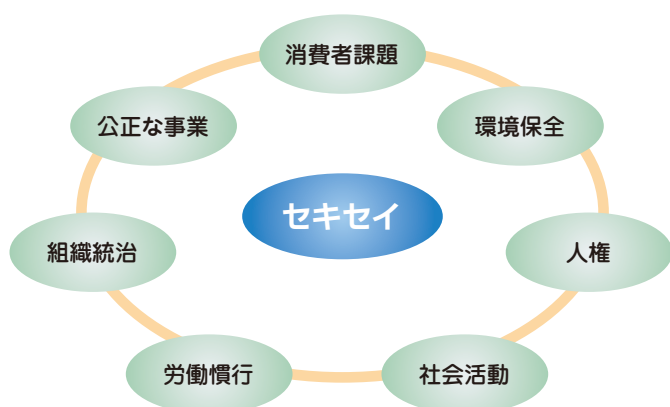 消費者課題
公正な事業
環境保全
セキセイ
組織統治
人権
労働慣行
社会活動